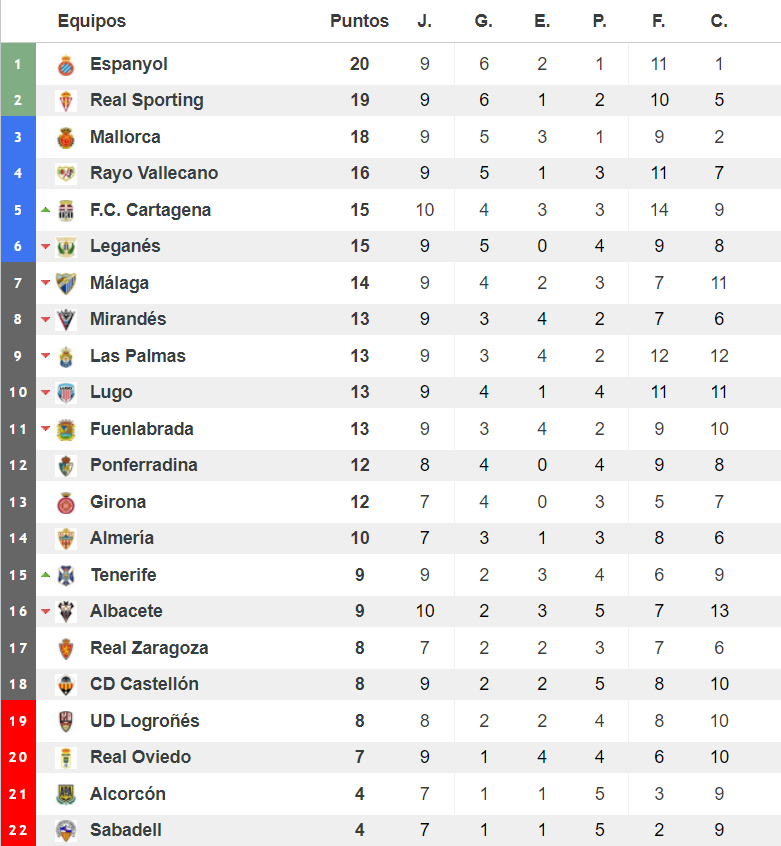 Equipos Puntos J. G. E. P. F. C.
1 Espanyol 20 9 6 2 1 11 1
2 Real Sporting 19 9 6 1 2 10 5
3 Mallorca 18 9 5 3 1 9 2
4 Rayo Vallecano 16 9 5 1 3 11 7
5 F.C. Cartagena 15 10 4 3 3 14 9
6 Leganés 15 9 5 0 4 9 8
7 Málaga 14 9 4 2 3 7 11
8 Mirandés 13 9 3 4 2 7 6
9 Las Palmas 13 9 3 4 2 12 12
10 Lugo 13 9 4 1 4 11 11
11 Fuenlabrada 13 9 3 4 2 9 10
12 Ponferradina 12 8 4 0 4 9 8
13 Girona 12 7 4 0 3 5 7
14 Almería 10 7 3 1 3 8 6
15 Tenerife 9 9 2 3 4 6 9
16 Albacete 9 10 2 3 5 7 13
17 Real Zaragoza 8 7 2 2 3 7 6
18 CD Castellón 8 9 2 2 5 8 10
19 UD Logroñés 8 8 2 2 4 8 10
20 Real Oviedo 7 9 1 4 4 6 10
21 Alcorcón 4 7 1 1 5 3 9
22 Sabadell 4 7 1 1 5 2 9